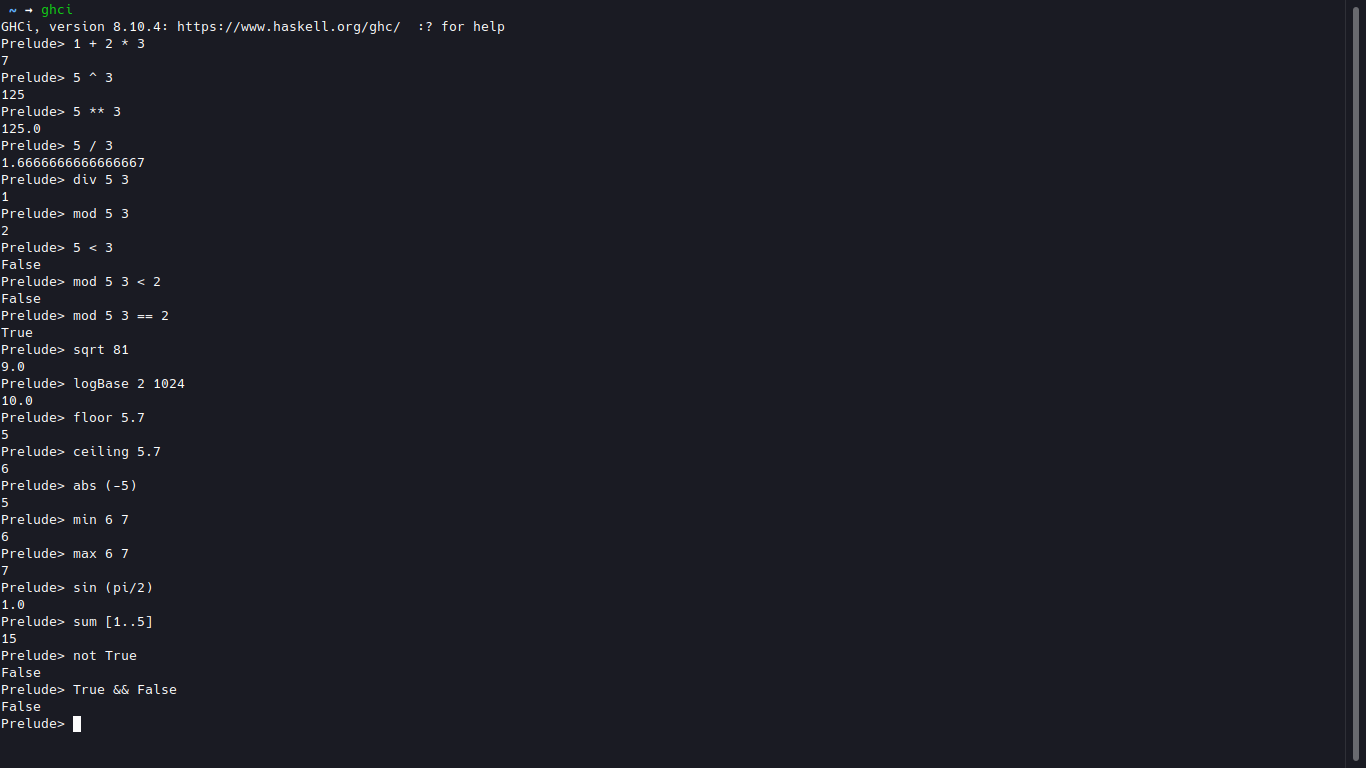 ~ → ghci
GHCi, version 8.10.4: https://www.haskell.org/ghc/  :? for help
Prelude> 1 + 2 * 3
7
Prelude> 5 ^ 3
125
Prelude> 5 ** 3
125.0
Prelude> 5 / 3
1.6666666666666667
Prelude> div 5 3
1
Prelude> mod 5 3
2
Prelude> 5 < 3
False
Prelude> mod 5 3 < 2
False
Prelude> mod 5 3 == 2
True
Prelude> sqrt 81
9.0
Prelude> logBase 2 1024
10.0
Prelude> floor 5.7
5
Prelude> ceiling 5.7
6
Prelude> abs (-5)
5
Prelude> min 6 7
6
Prelude> max 6 7
7
Prelude> sin (pi/2)
1.0
Prelude> sum [1..5]
15
Prelude> not True
False
Prelude> True && False
False
Prelude>